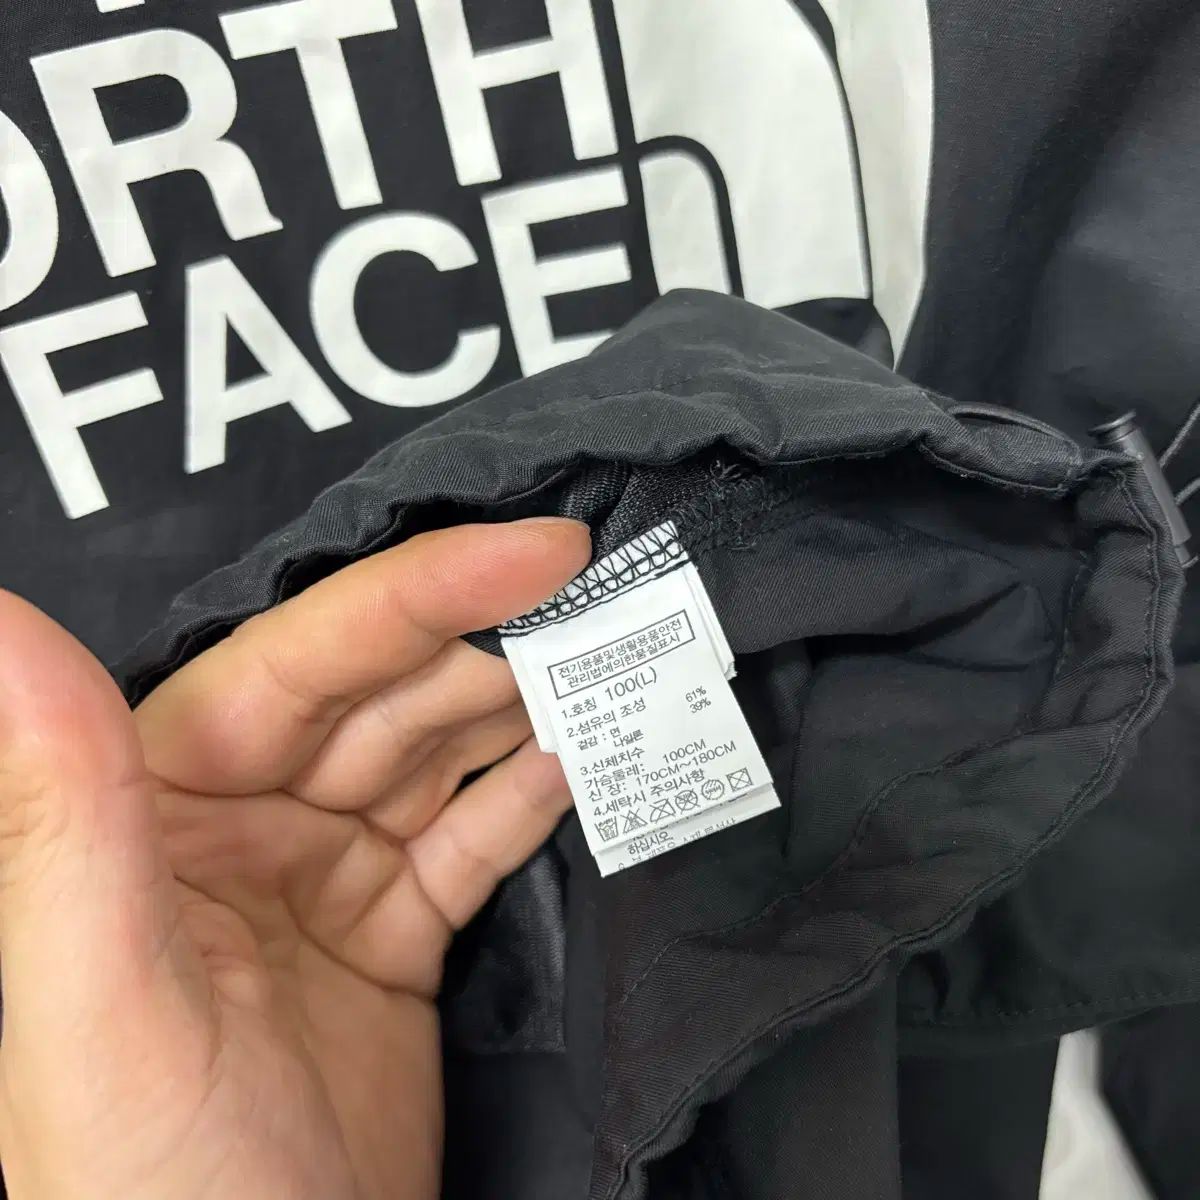 ORTH
FACE
전기용품및생활용품안전
관리법에의한품질표시
1.호칭 100(L)
2.섬유의 조성
겉감 : 면 61%
나일론 39%
3.신체치수
가슴둘레: 100CM
신 장: 170CM~180CM
4.세탁시 주의사항
하십시오